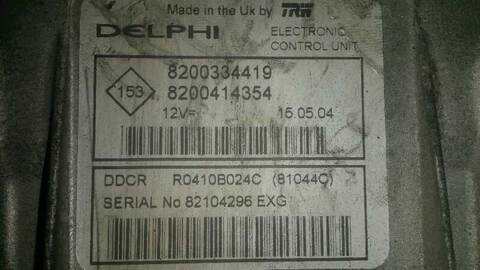 Made in the Uk by TRW
DELPHI
ELECTRONIC
CONTROL UNIT
153
8200334419
8200414354
12V=
15.05.04
DDCR R0410B024C (81044C)
SERIAL No 82104296 EXG